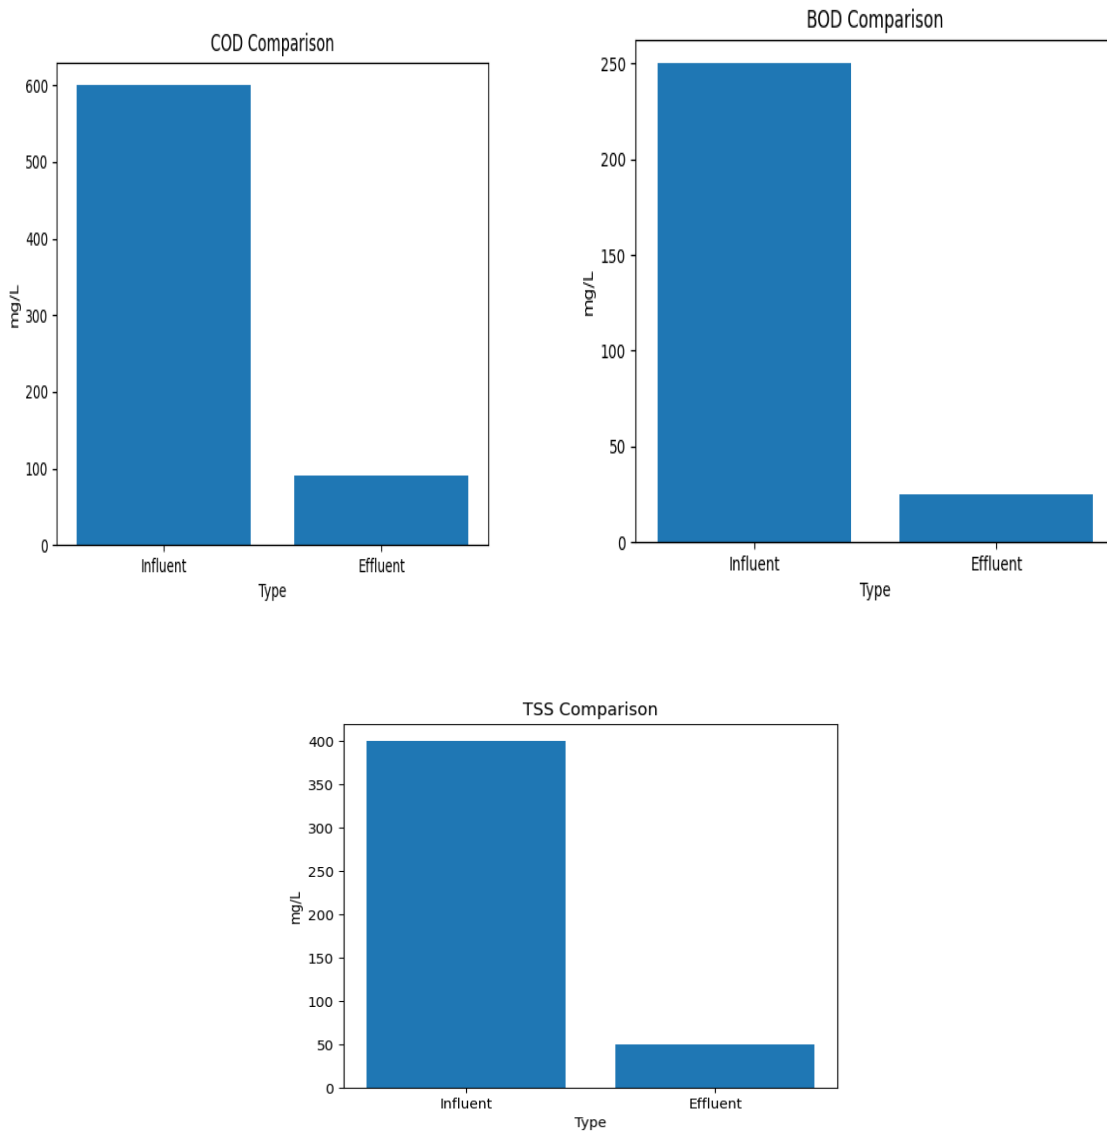 COD Comparison
600
500
400
300
200
100
0
mg/L
Influent
Effluent
Type
BOD Comparison
250
200
150
100
50
0
mg/L
Influent
Effluent
Type
TSS Comparison
400
350
300
250
200
150
100
50
0
mg/L
Influent
Effluent
Type